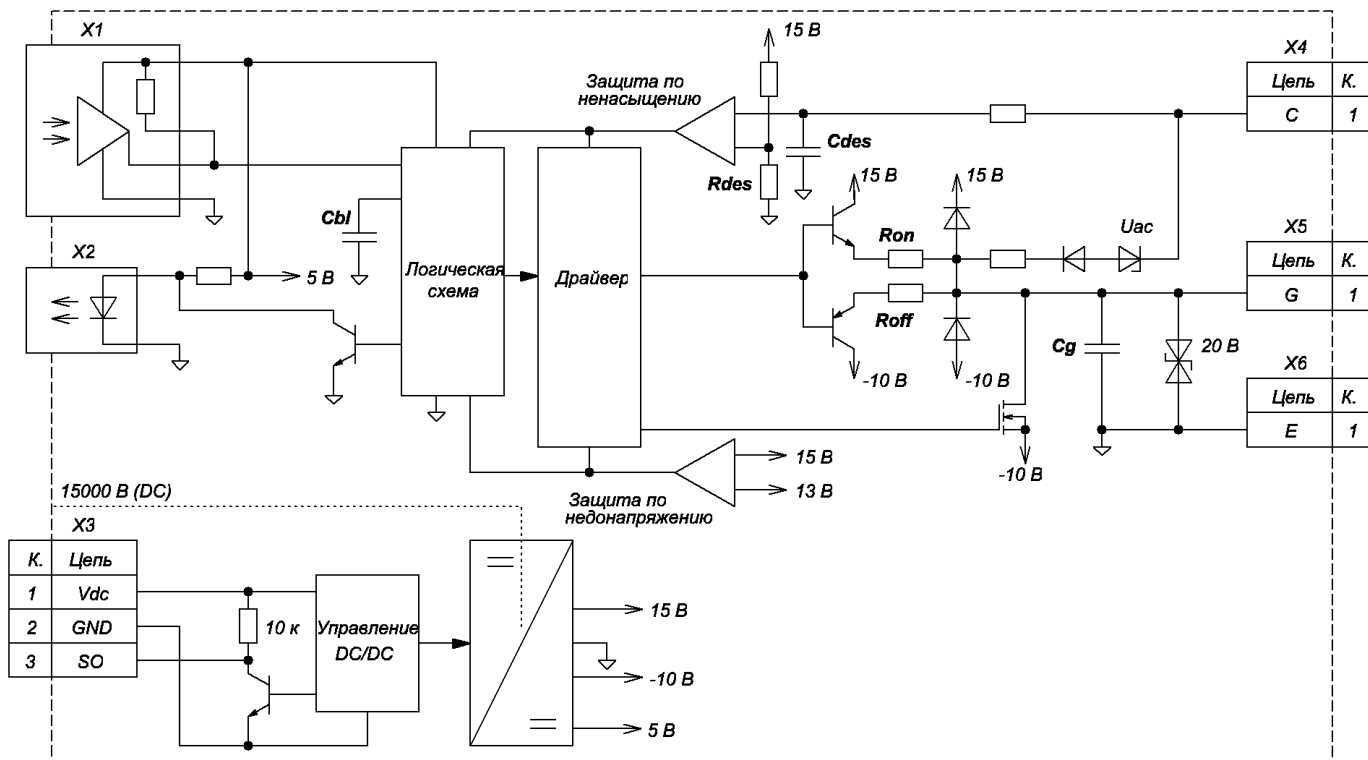 X1
15 В
X4
Защита по
ненасыщению
Цепь К.
C 1
Cdes
Rdes
15 В
15 В
Cbl
X2
Ron
Uac
X5
5 В
Логическая
схема
Драйвер
Цепь К.
G 1
Roff
Cg
20 В
X6
-10 В
-10 В
Цепь К.
E 1
15 В
-10 В
13 В
15000 В (DC)
Защита по
недонапряжению
X3
К. Цепь
1 Vdc
2 GND
3 SO
10 к
Управление
DC/DC
15 В
-10 В
5 В